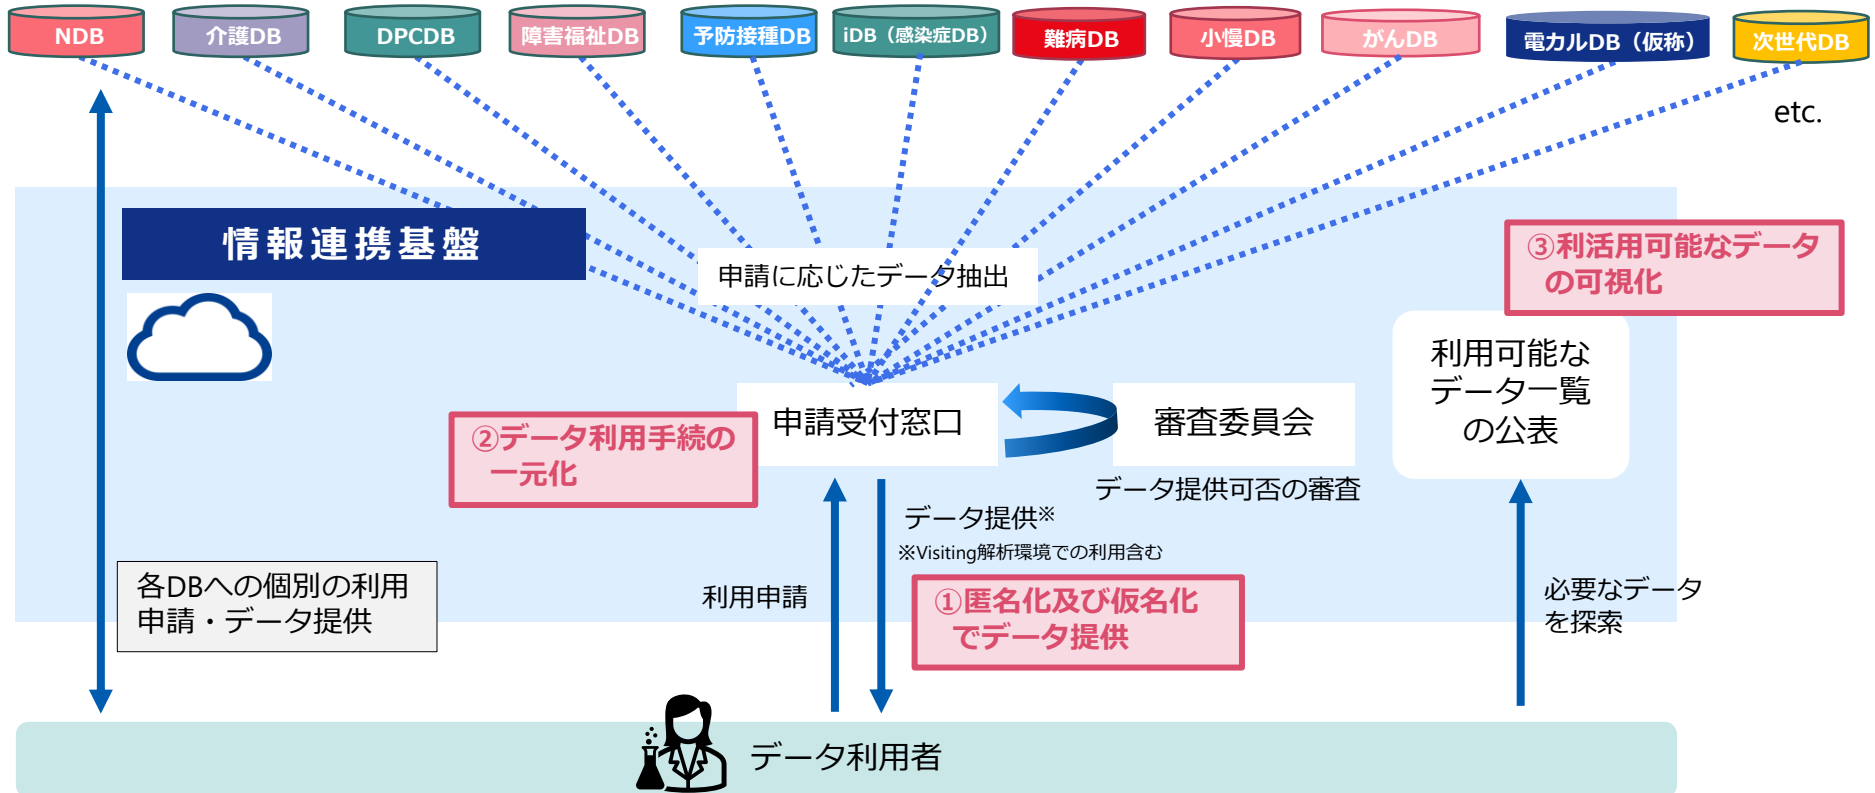 NDB
介護DB
DPCDB
障害福祉DB
予防接種DB
iDB（感染症DB）
難病DB
小慢DB
がんDB
電カルDB（仮称）
次世代DB
etc.
情報連携基盤
申請に応じたデータ抽出
③利活用可能なデータ
の可視化
利用可能な
データ一覧
の公表
②データ利用手続の
一元化
申請受付窓口
審査委員会
データ提供可否の審査
データ提供※
※Visiting解析環境での利用含む
各DBへの個別の利用
申請・データ提供
利用申請
①匿名化及び仮名化
でデータ提供
必要なデータ
を探索
データ利用者